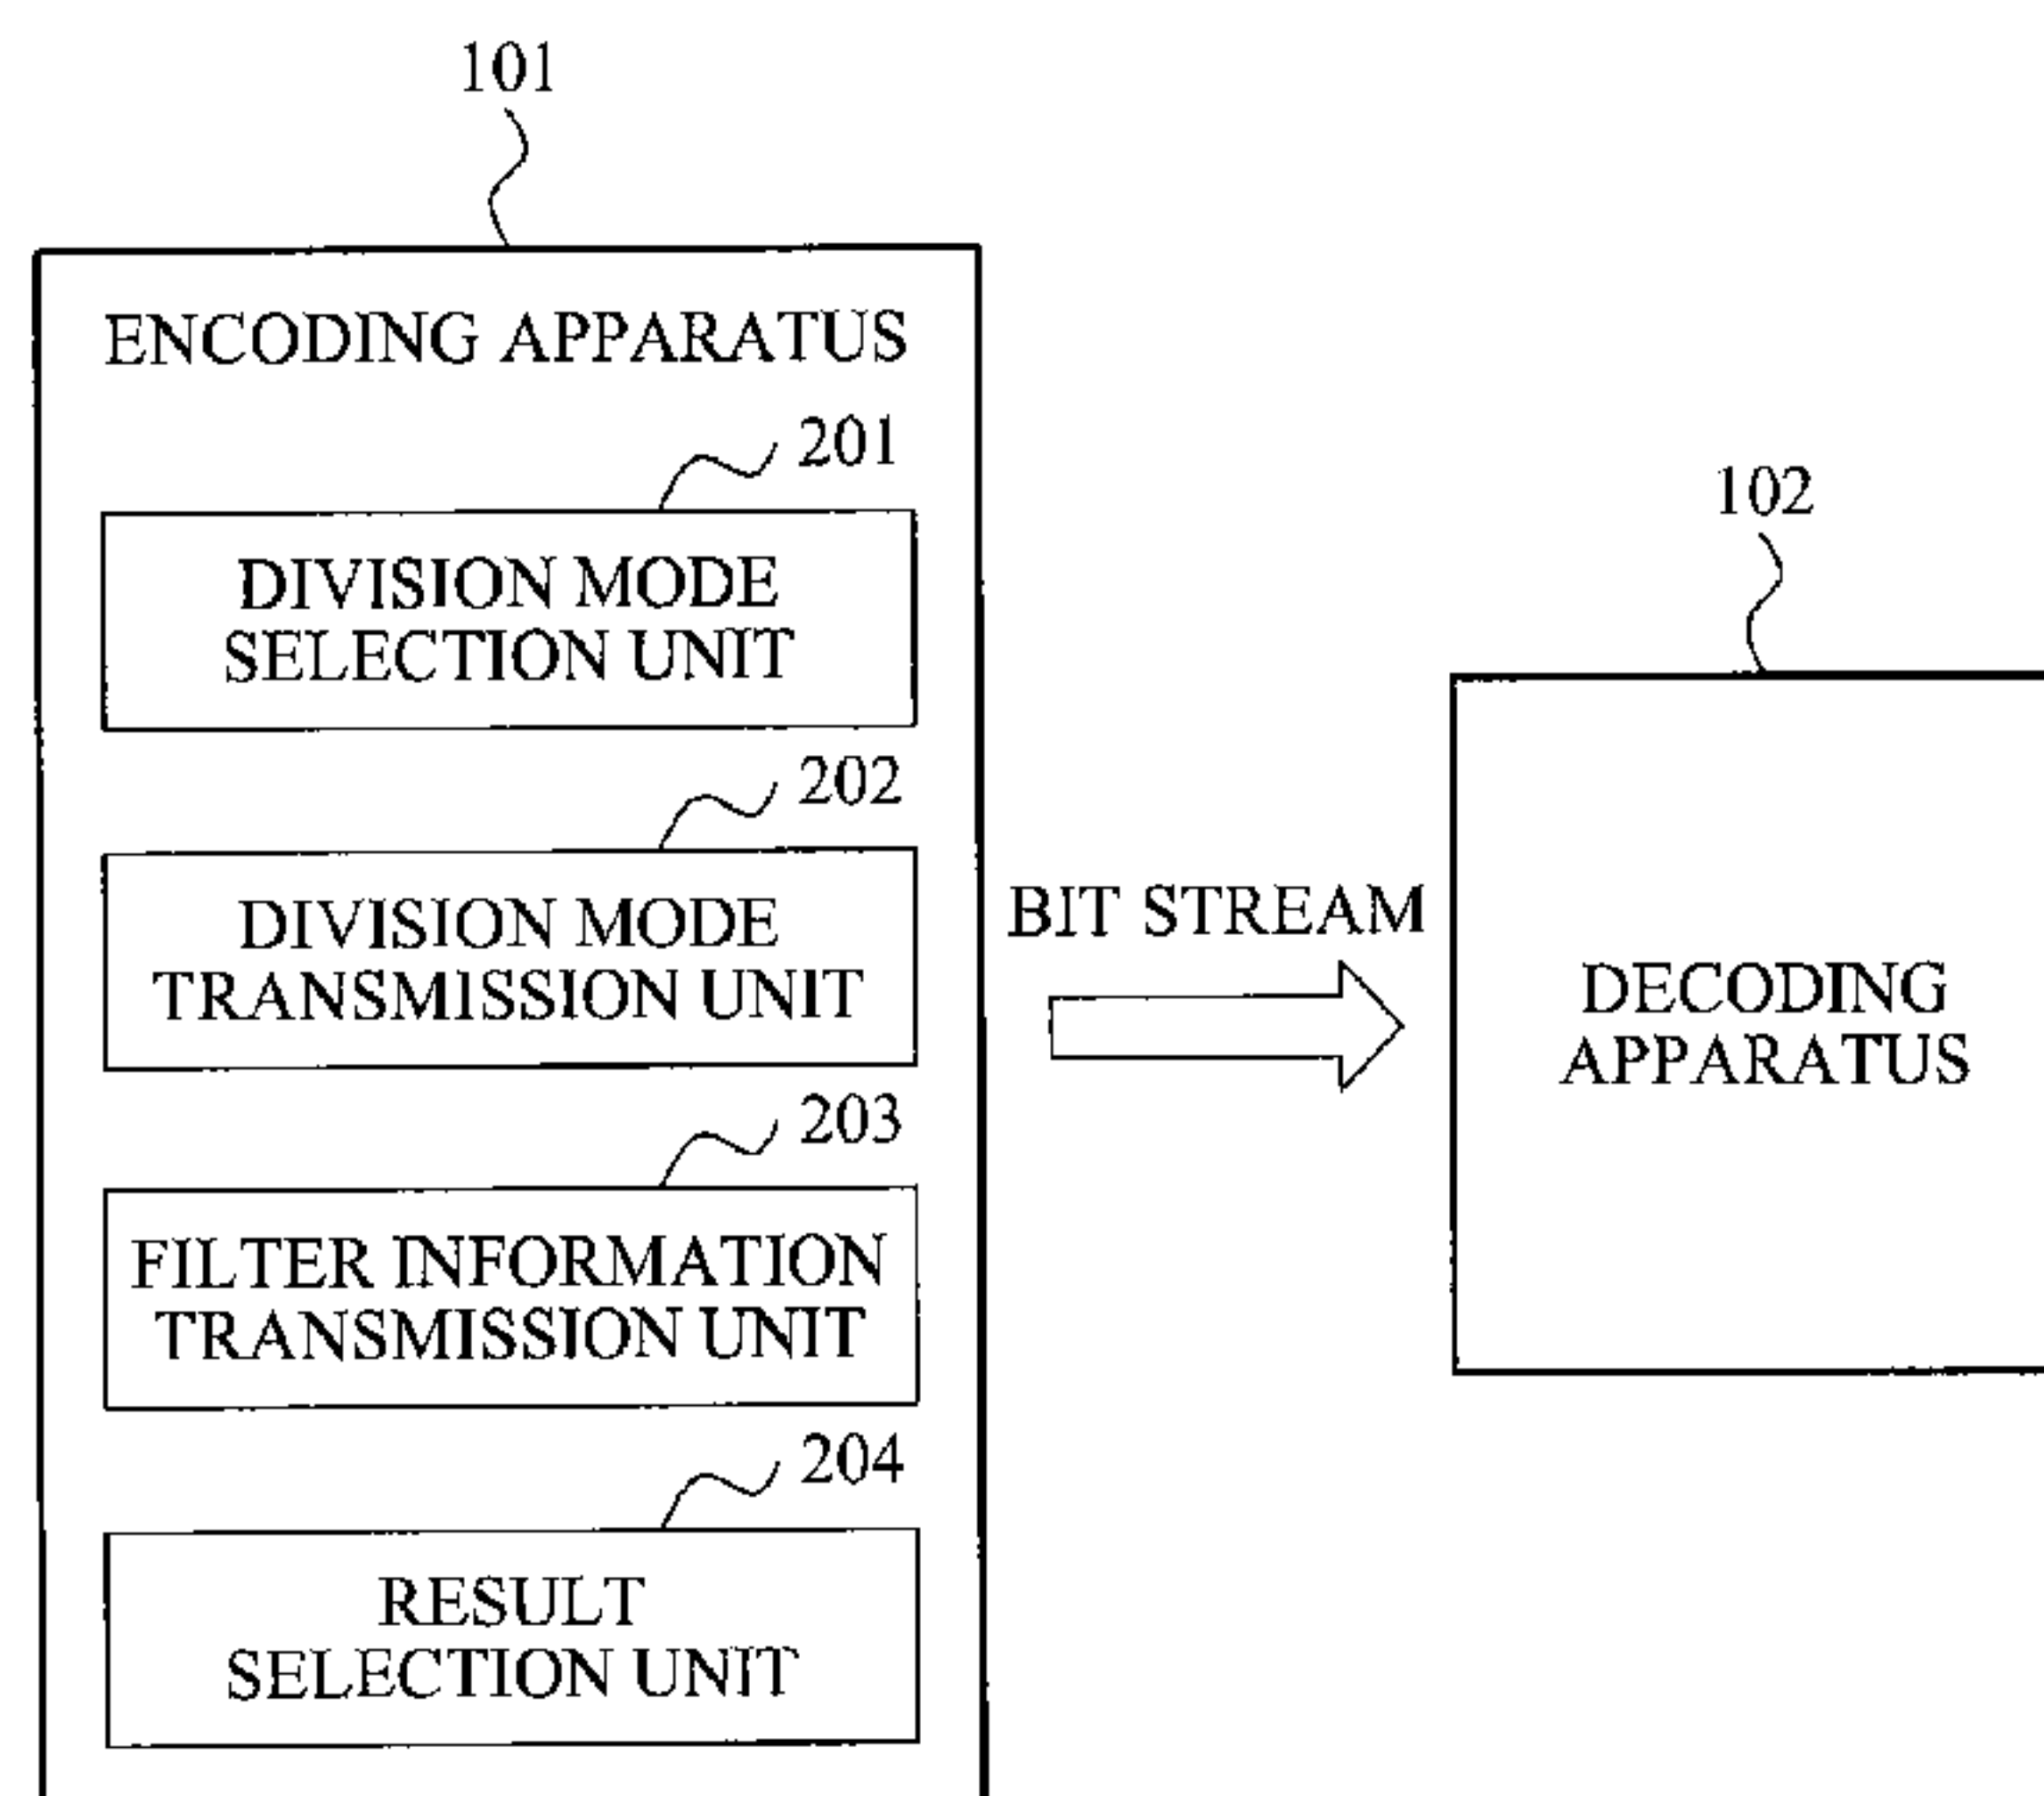 101
ENCODING APPARATUS
201
DIVISION MODE
SELECTION UNIT
202
DIVISION MODE
TRANSMISSION UNIT
203
FILTER INFORMATION
TRANSMISSION UNIT
204
RESULT
SELECTION UNIT
BIT STREAM
102
DECODING
APPARATUS